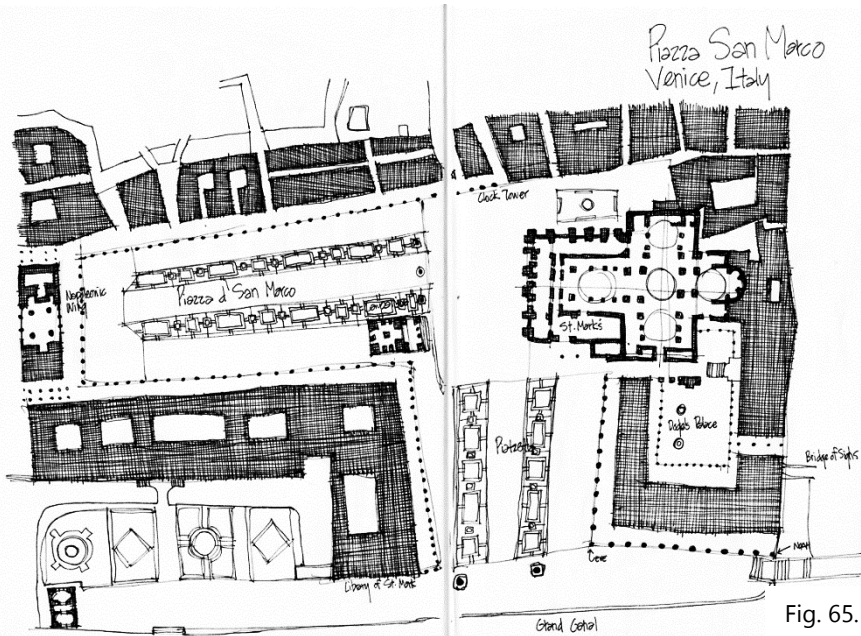 Piazza San Marco
Venice, Italy
Clock Tower
Napoleonic
Wing
Piazza d' San Marco
St. Mark's
Doge's Palace
Bridge of Sighs
Library of St. Mark
Grand Canal
Fig. 65.